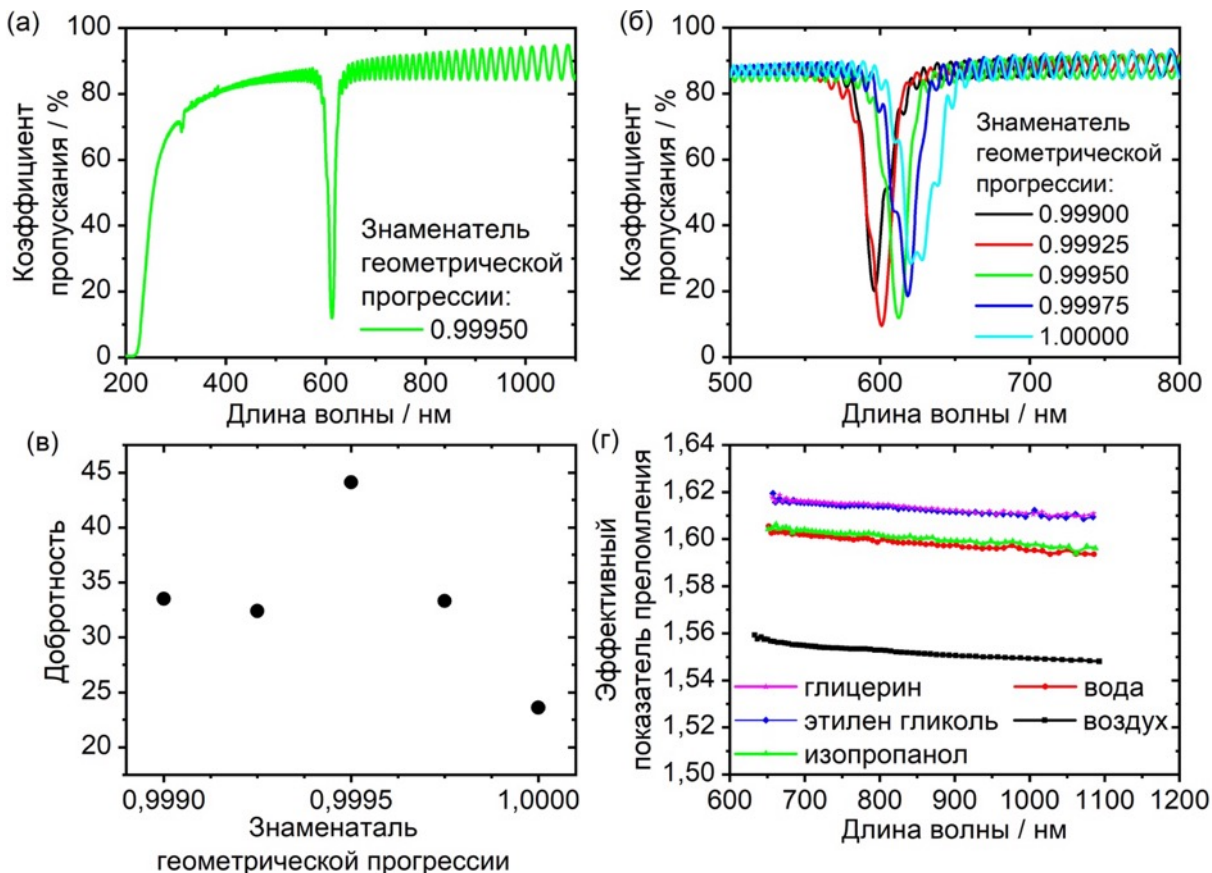 (а)
Коэффициент
пропускания / %
100
80
60
40
20
0
200
400
600
800
1000
Длина волны / нм
Знаменатель
геометрической
прогрессии:
0.99950
(б)
Коэффициент
пропускания / %
100
80
60
40
20
0
500
600
700
800
Длина волны / нм
Знаменатель
геометрической
прогрессии:
0.99900
0.99925
0.99950
0.99975
1.00000
(в)
Добротность
45
40
35
30
25
20
0,9990
0,9995
1,0000
Знаменаталь
геометрической прогрессии
(г)
Эффективный
показатель преломления
1,64
1,62
1,60
1,58
1,56
1,54
1,52
1,50
600
700
800
900
1000
1100
1200
Длина волны / нм
глицерин
вода
этилен гликоль
воздух
изопропанол